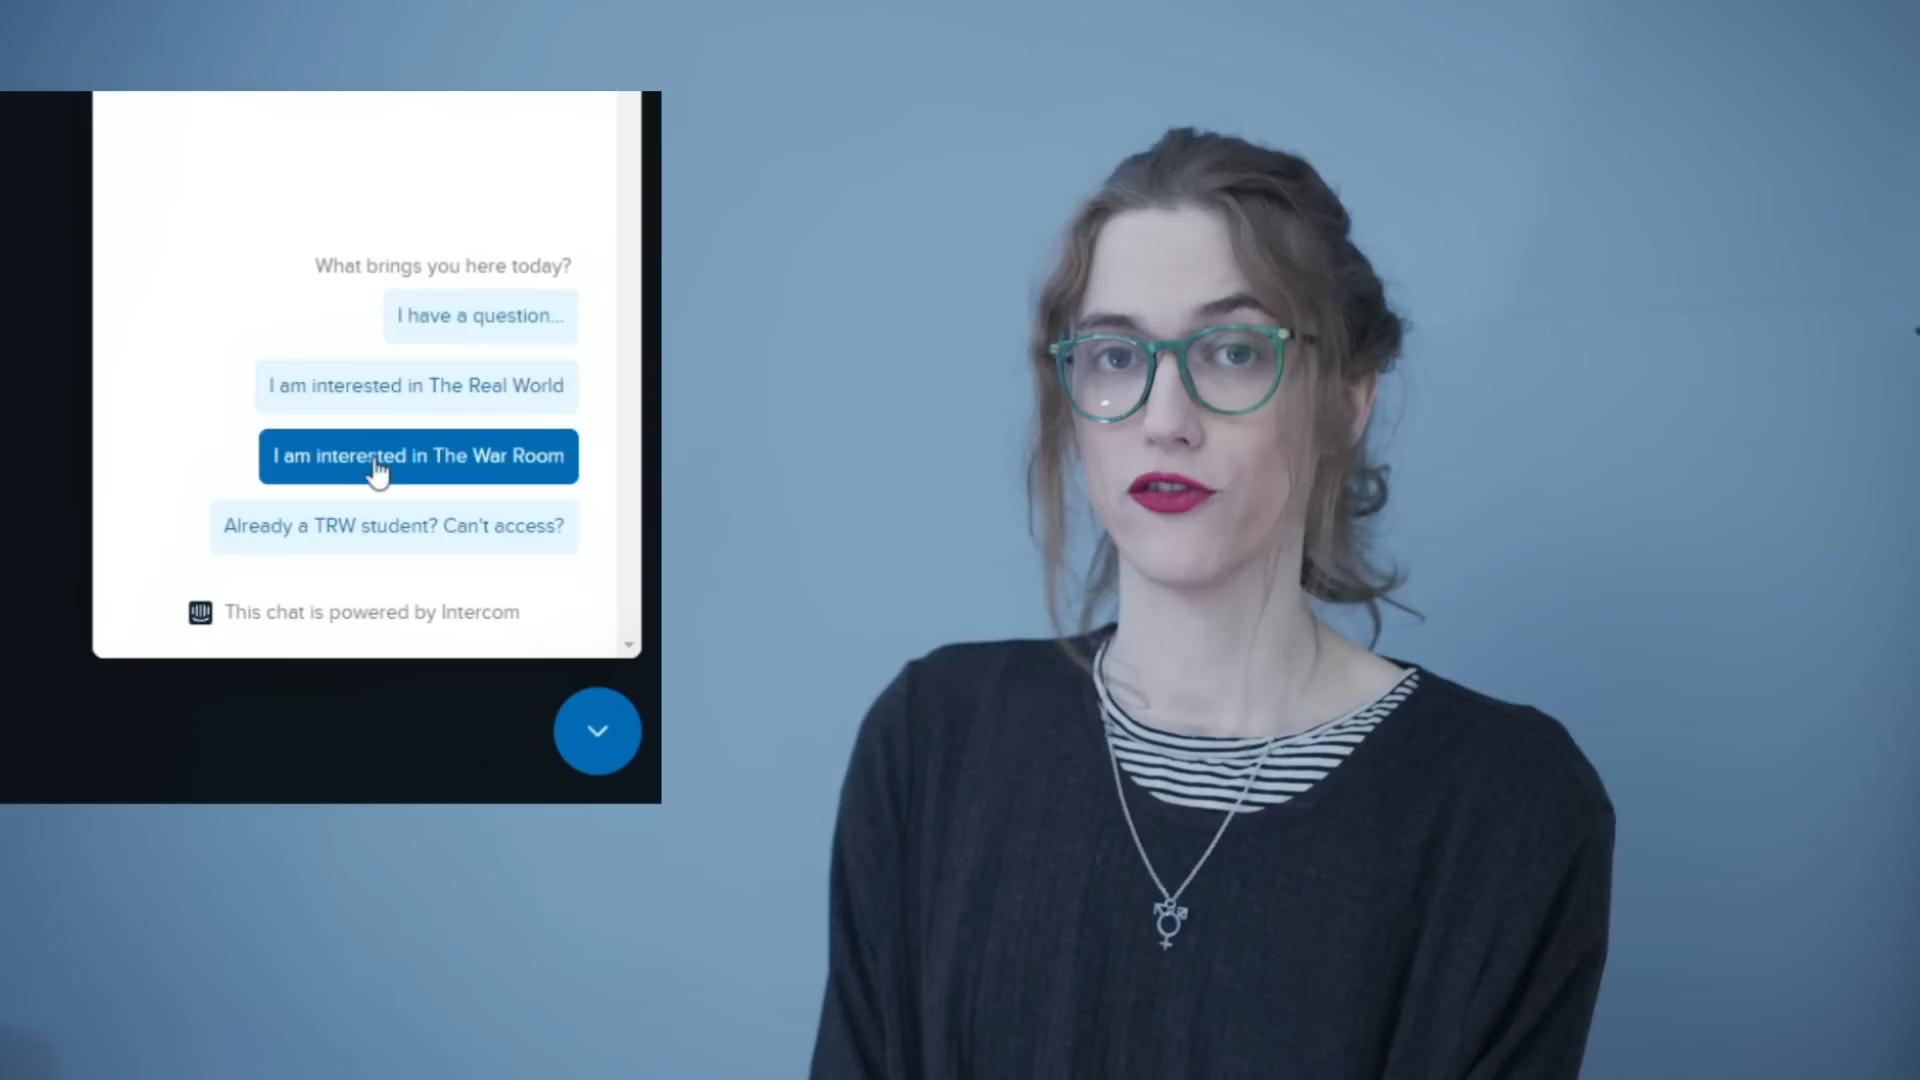 What brings you here today?
I have a question...
I am interested in The Real World
I am interested in The War Room
Already a TRW student? Can't access?
This chat is powered by Intercom